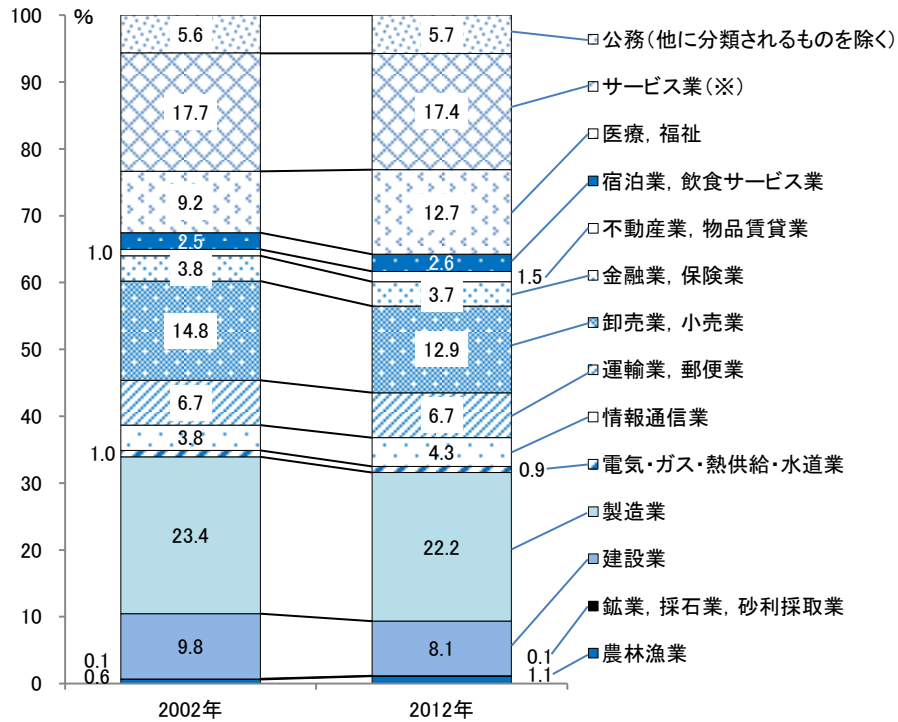 100
%
90
80
70
60
50
40
30
20
10
0
5.6
17.7
9.2
2.5
1.0
3.8
14.8
6.7
3.8
1.0
23.4
9.8
0.1
0.6
5.7
17.4
12.7
2.6
1.5
3.7
12.9
6.7
4.3
0.9
22.2
8.1
0.1
1.1
公務(他に分類されるものを除く)
サービス業(※)
医療, 福祉
宿泊業, 飲食サービス業
不動産業, 物品賃貸業
金融業, 保険業
卸売業, 小売業
運輸業, 郵便業
情報通信業
電気・ガス・熱供給・水道業
製造業
建設業
鉱業, 採石業, 砂利採取業
農林漁業
2002年
2012年